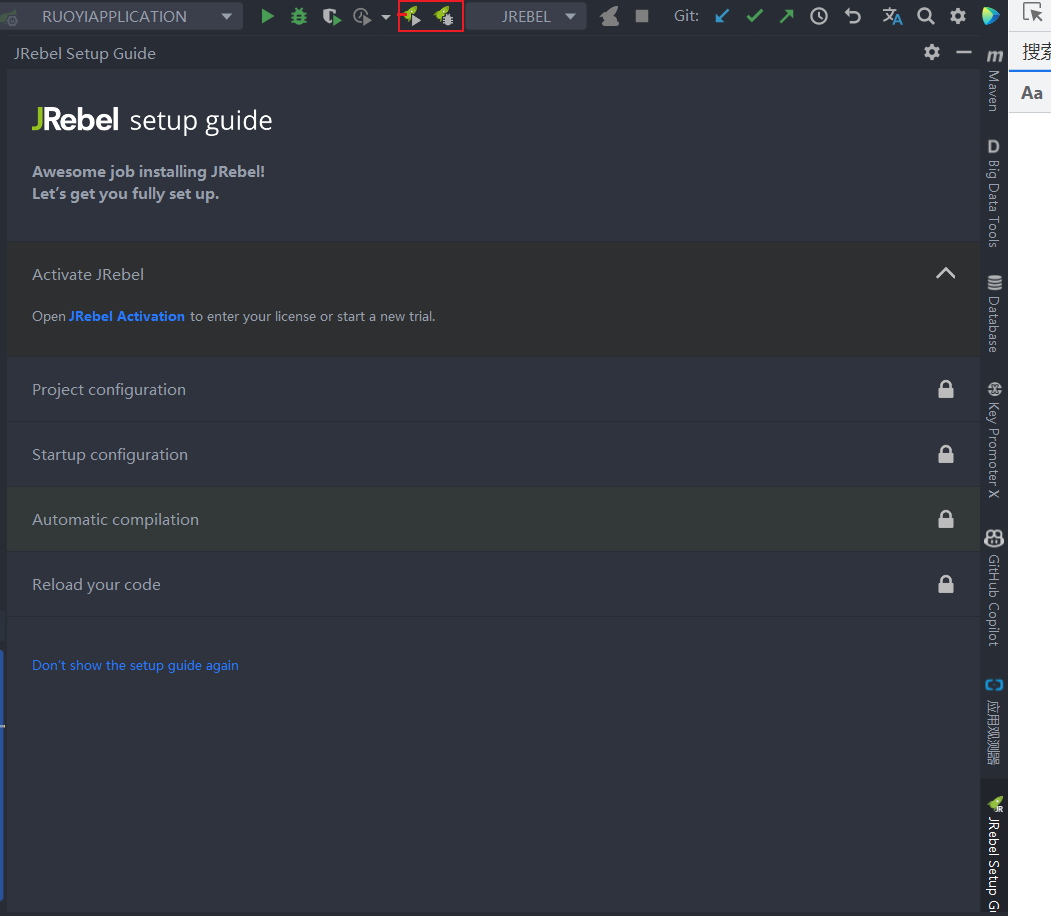 RUOYIAPPLICATION
JREBEL
Git:
JRebel Setup Guide
JRebel setup guide
Awesome job installing JRebel!
Let's get you fully set up.
Activate JRebel
Open JRebel Activation to enter your license or start a new trial.
Project configuration
Startup configuration
Automatic compilation
Reload your code
Don't show the setup guide again
m Maven
D Big Data Tools
Database
Key Promoter X
GitHub Copilot
应用观测器
JR
JRebel Setup G
搜索
Aa